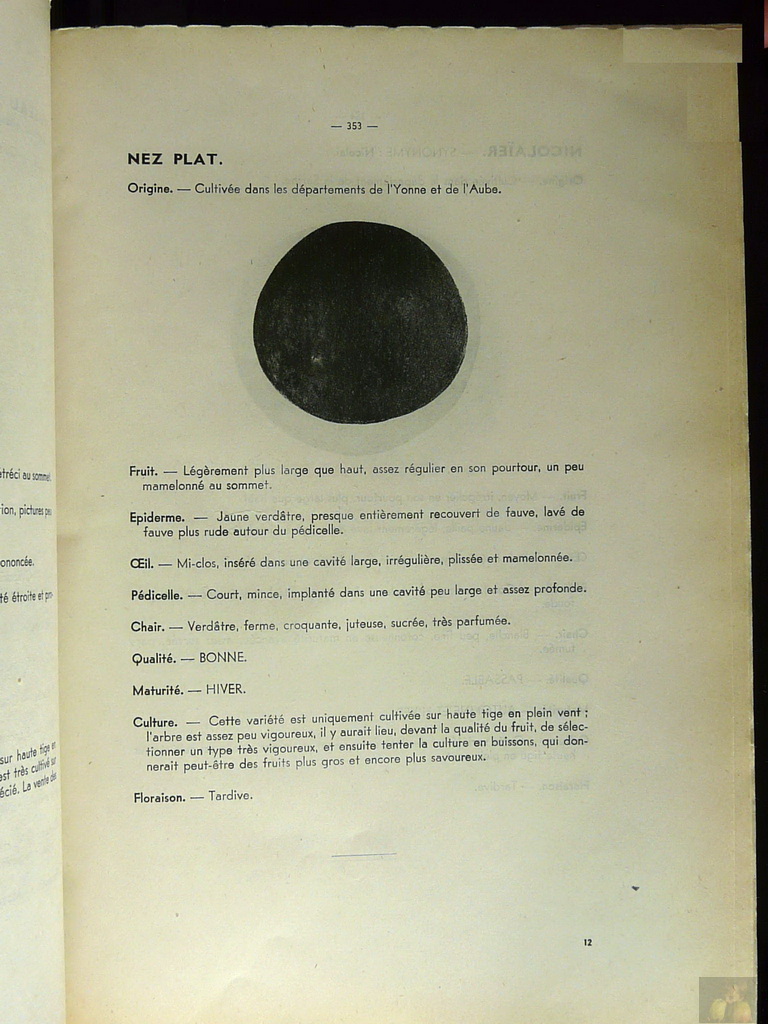 — 353 —
NEZ PLAT.
Origine. — Cultivée dans les départements de l'Yonne et de l'Aube.
Fruit. — Légèrement plus large que haut, assez régulier en son pourtour, un peu
mamelonné au sommet.
Epiderme. — Jaune verdâtre, presque entièrement recouvert de fauve, lavé de
fauve plus rude autour du pédicelle.
Œil. — Mi-clos, inséré dans une cavité large, irrégulière, plissée et mamelonnée.
Pédicelle. — Court, mince, implanté dans une cavité peu large et assez profonde.
Chair. — Verdâtre, ferme, croquante, juteuse, sucrée, très parfumée.
Qualité. — BONNE.
Maturité. — HIVER.
Culture. — Cette variété est uniquement cultivée sur haute tige en plein vent ;
l'arbre est assez peu vigoureux, il y aurait lieu, devant la qualité du fruit, de sélec-
tionner un type très vigoureux, et ensuite tenter la culture en buissons, qui don-
nerait peut-être des fruits plus gros et encore plus savoureux.
Floraison. — Tardive.
12